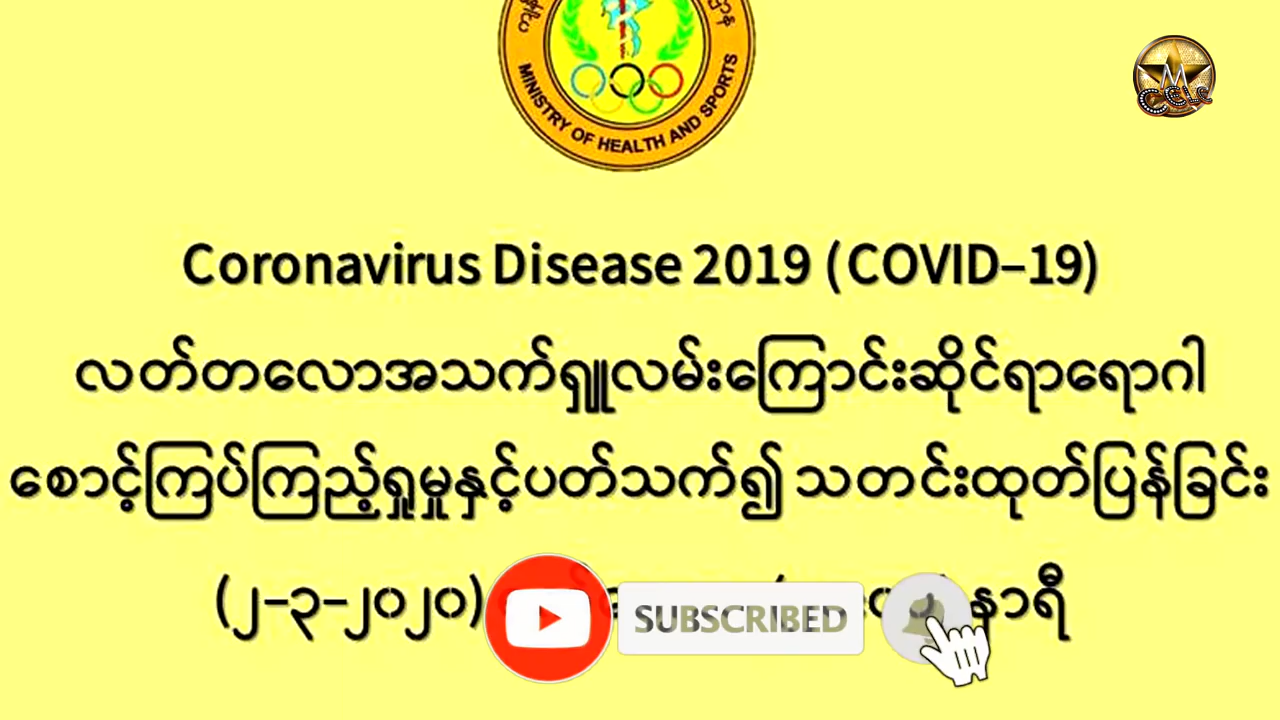 MINISTRY OF HEALTH AND SPORTS
M
CELE
Coronavirus Disease 2019 (COVID-19)
လတ်တလောအသက်ရှူလမ်းကြောင်းဆိုင်ရာရောဂါ
စောင့်ကြပ်ကြည့်ရှုမှုနှင့်ပတ်သက်၍ သတင်းထုတ်ပြန်ခြင်း
(၂-၃-၂၀၂၀) နာရီ
SUBSCRIBED